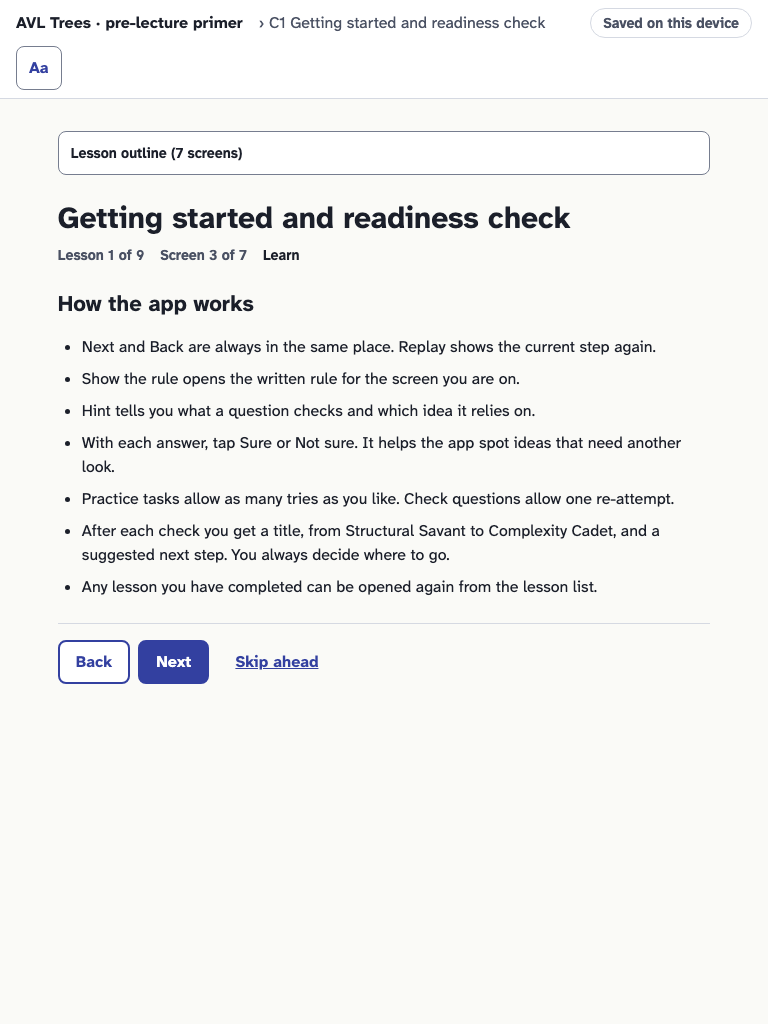 AVL Trees · pre-lecture primer › C1 Getting started and readiness check Saved on this device
Aa
Lesson outline (7 screens)
Getting started and readiness check
Lesson 1 of 9 Screen 3 of 7 Learn
How the app works
• Next and Back are always in the same place. Replay shows the current step again.
• Show the rule opens the written rule for the screen you are on.
• Hint tells you what a question checks and which idea it relies on.
• With each answer, tap Sure or Not sure. It helps the app spot ideas that need another
look.
• Practice tasks allow as many tries as you like. Check questions allow one re-attempt.
• After each check you get a title, from Structural Savant to Complexity Cadet, and a
suggested next step. You always decide where to go.
• Any lesson you have completed can be opened again from the lesson list.
Back Next Skip ahead